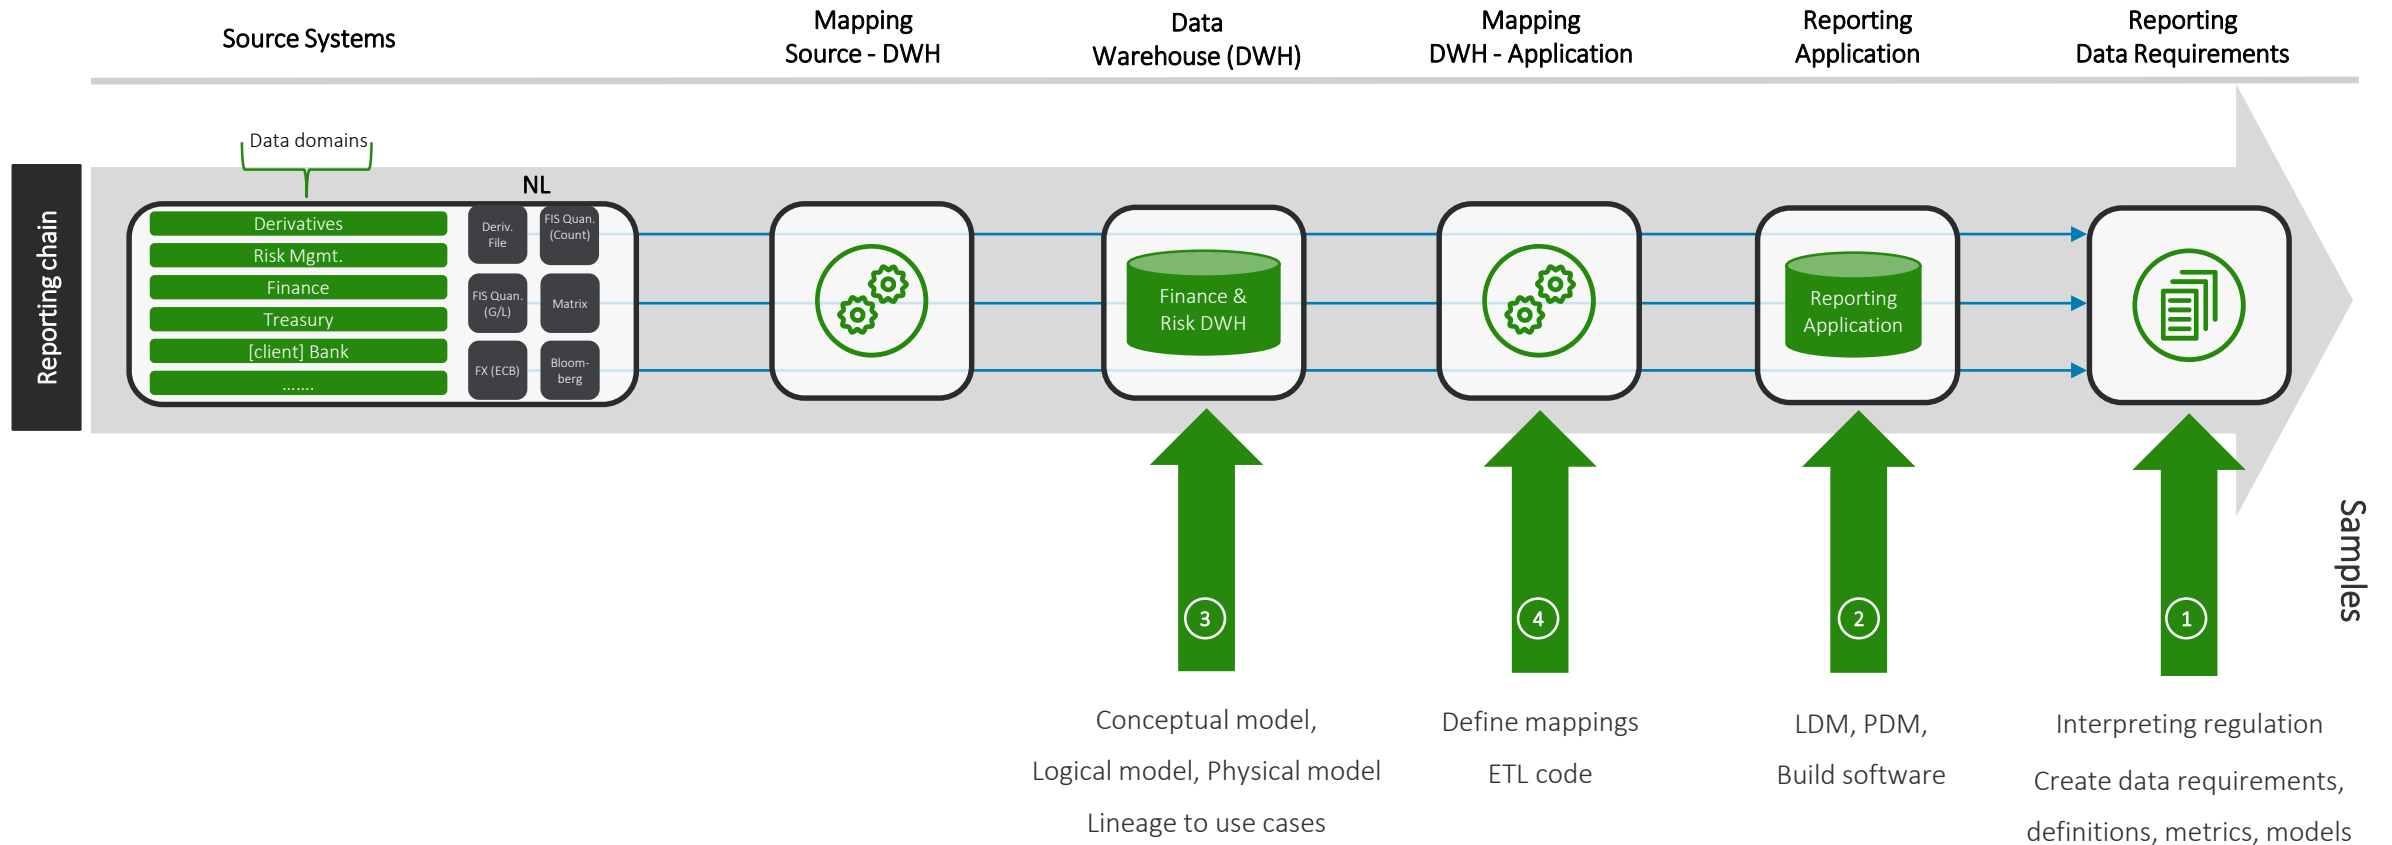 Source Systems
Mapping
Source - DWH
Data
Warehouse (DWH)
Mapping
DWH - Application
Reporting
Application
Reporting
Data Requirements
Reporting chain
Data domains
NL
Derivatives
Risk Mgmt.
Finance
Treasury
[client] Bank
.......
Deriv.
File
FIS Quan.
(Count)
FIS Quan.
(G/L)
Matrix
FX (ECB)
Bloom-
berg
Finance &
Risk DWH
Reporting
Application
3
4
2
1
Samples
Conceptual model,
Logical model, Physical model
Lineage to use cases
Define mappings
ETL code
LDM, PDM,
Build software
Interpreting regulation
Create data requirements,
definitions, metrics, models